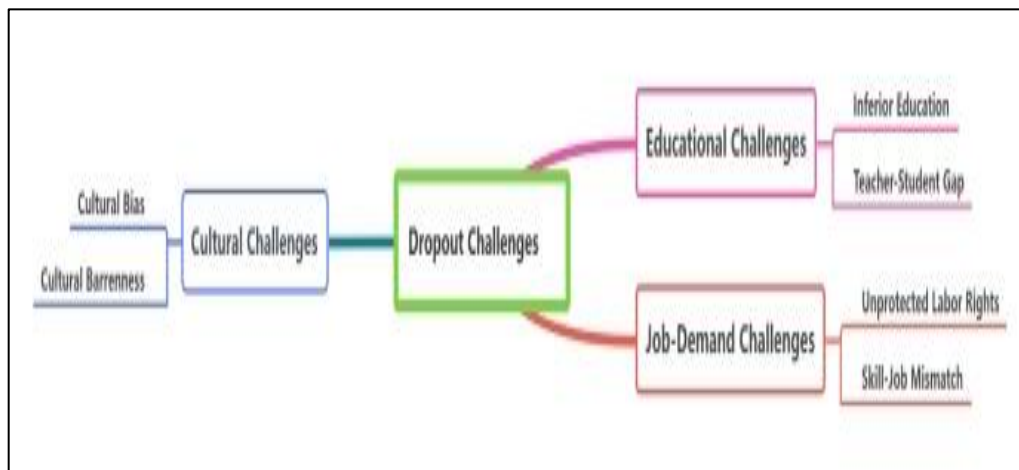 Cultural Bias
Cultural Barrenness
Cultural Challenges
Dropout Challenges
Educational Challenges
Inferior Education
Teacher-Student Gap
Job-Demand Challenges
Unprotected Labor Rights
Skill-Job Mismatch